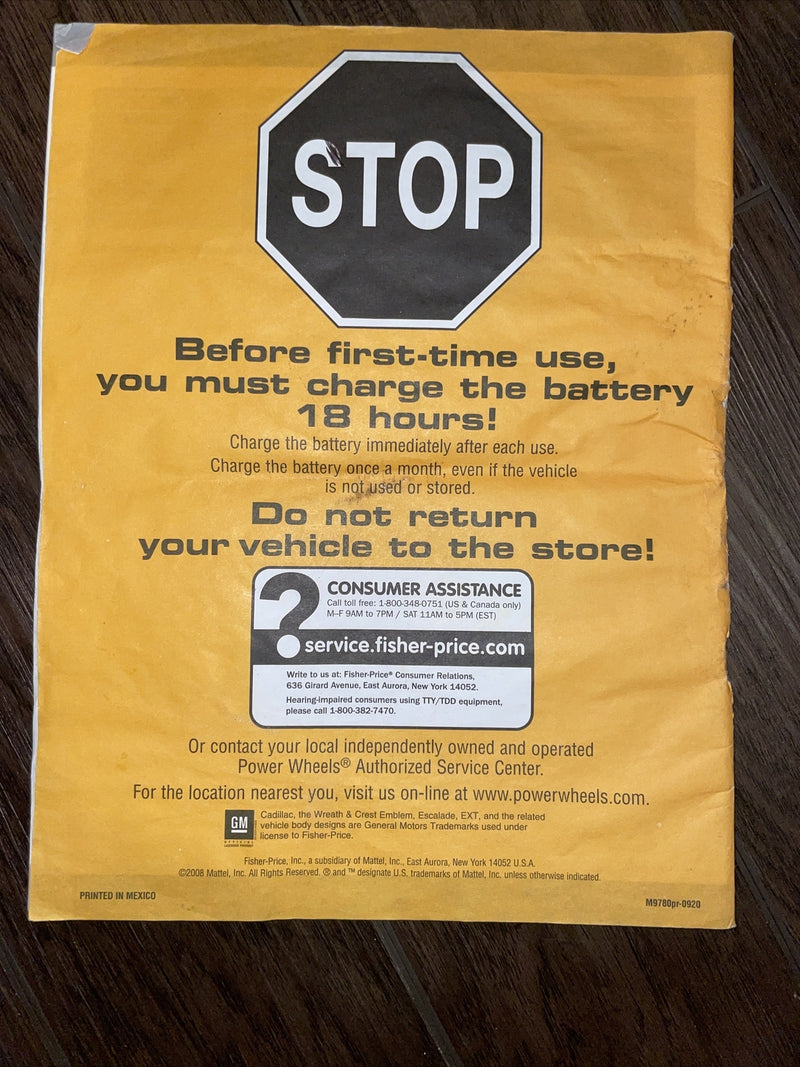 STOP
Before first-time use,
you must charge the battery
18 hours!
Charge the battery immediately after each use.
Charge the battery once a month, even if the vehicle
is not used or stored.
Do not return
your vehicle to the store!
?
CONSUMER ASSISTANCE
Call toll free: 1-800-348-0751 (US & Canada only)
M–F 9AM to 7PM / SAT 11AM to 5PM (EST)
service.fisher-price.com
Write to us at: Fisher-Price® Consumer Relations,
636 Girard Avenue, East Aurora, New York 14052.
Hearing-impaired consumers using TTY/TDD equipment,
please call 1-800-382-7470.
Or contact your local independently owned and operated
Power Wheels® Authorized Service Center.
For the location nearest you, visit us on-line at www.powerwheels.com.
GM
OFFICIAL
LICENSED PRODUCT
Cadillac, the Wreath & Crest Emblem, Escalade, EXT, and the related
vehicle body designs are General Motors Trademarks used under
license to Fisher-Price.
Fisher-Price, Inc., a subsidiary of Mattel, Inc., East Aurora, New York 14052 U.S.A.
©2008 Mattel, Inc. All Rights Reserved. ® and ™ designate U.S. trademarks of Mattel, Inc. unless otherwise indicated.
PRINTED IN MEXICO
M9780pr-0920